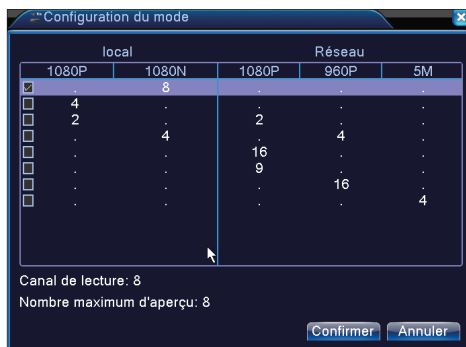 Configuration du mode
local Réseau
1080P 1080N 1080P 960P 5M
. 8 . . .
4 . . . .
2 . 2 . .
. 4 . 4 .
. . 16 . .
. . 9 . .
. . . 16 .
. . . . 4
Canal de lecture: 8
Nombre maximum d'aperçu: 8
Confirmer Annuler